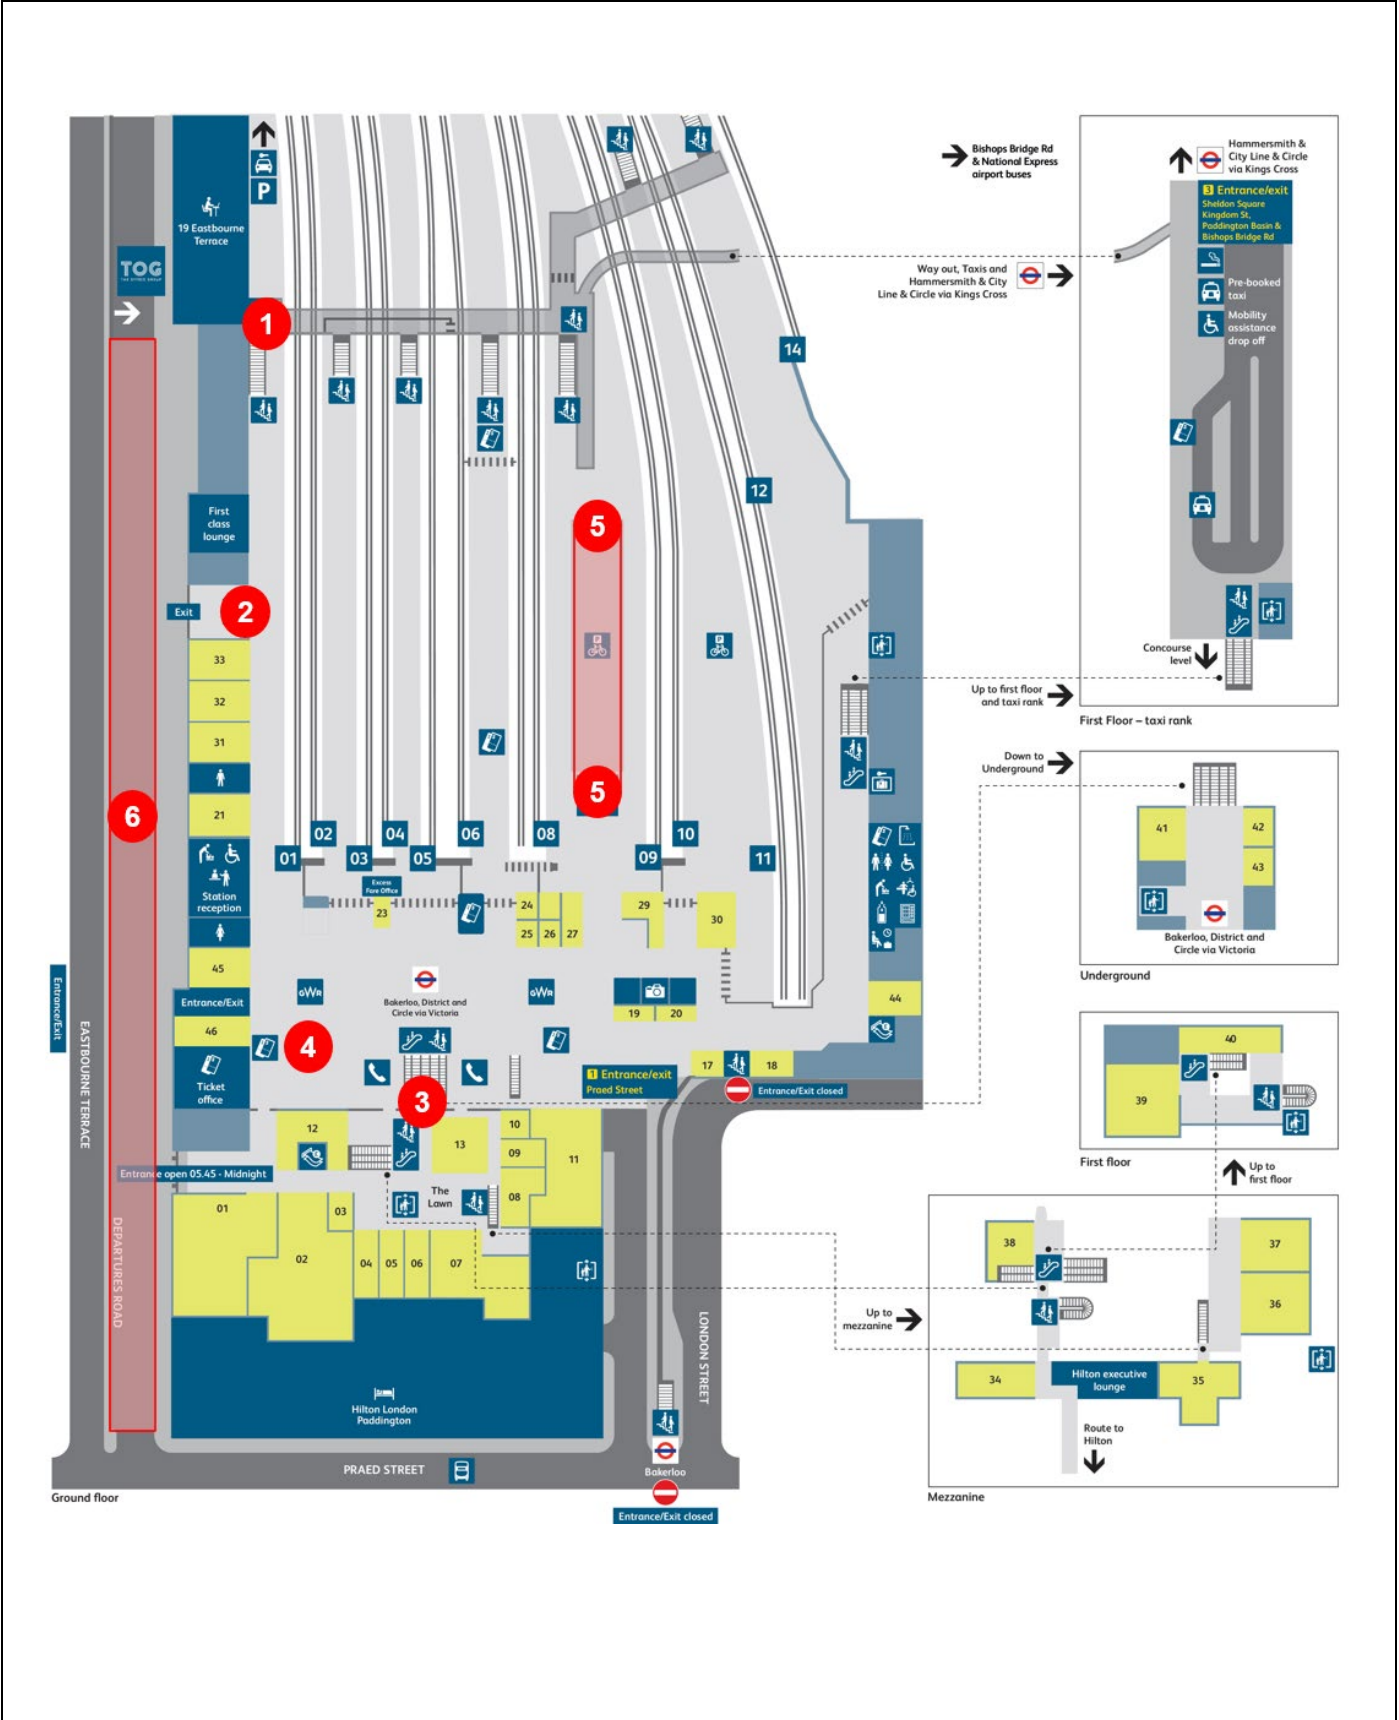 P
19 Eastbourne
Terrace
TOG
THE OFFICE GROUP
1
Bishops Bridge Rd
& National Express
airport buses
Way out, Taxis and
Hammersmith & City
Line & Circle via Kings Cross
14
12
First
class
lounge
Exit
2
5
P
P
5
33
32
31
21
Station
reception
45
Entrance/Exit
46
Ticket
office
6
02
04
06
08
10
01
03
05
09
11
Excess
Fare Office
23
24
25
26
27
29
30
GWR
GWR
Bakerloo, District and
Circle via Victoria
19
20
44
4
3
17
18
1 Entrance/exit
Praed Street
Entrance/Exit closed
Entrance/Exit
EASTBOURNE TERRACE
DEPARTURES ROAD
Entrance open 05.45 - Midnight
12
13
10
09
08
11
The
Lawn
01
02
03
04
05
06
07
Hilton London
Paddington
LONDON STREET
PRAED STREET
Bakerloo
Entrance/Exit closed
Ground floor
Hammersmith &
City Line & Circle
via Kings Cross
3 Entrance/exit
Sheldon Square
Kingdom St,
Paddington Basin &
Bishops Bridge Rd
Pre-booked
taxi
Mobility
assistance
drop off
Concourse
level
Up to first floor
and taxi rank
First Floor – taxi rank
Down to
Underground
41
42
43
Bakerloo, District and
Circle via Victoria
Underground
40
39
First floor
Up to
first floor
38
37
36
Up to
mezzanine
34
Hilton executive
lounge
35
Route to
Hilton
Mezzanine